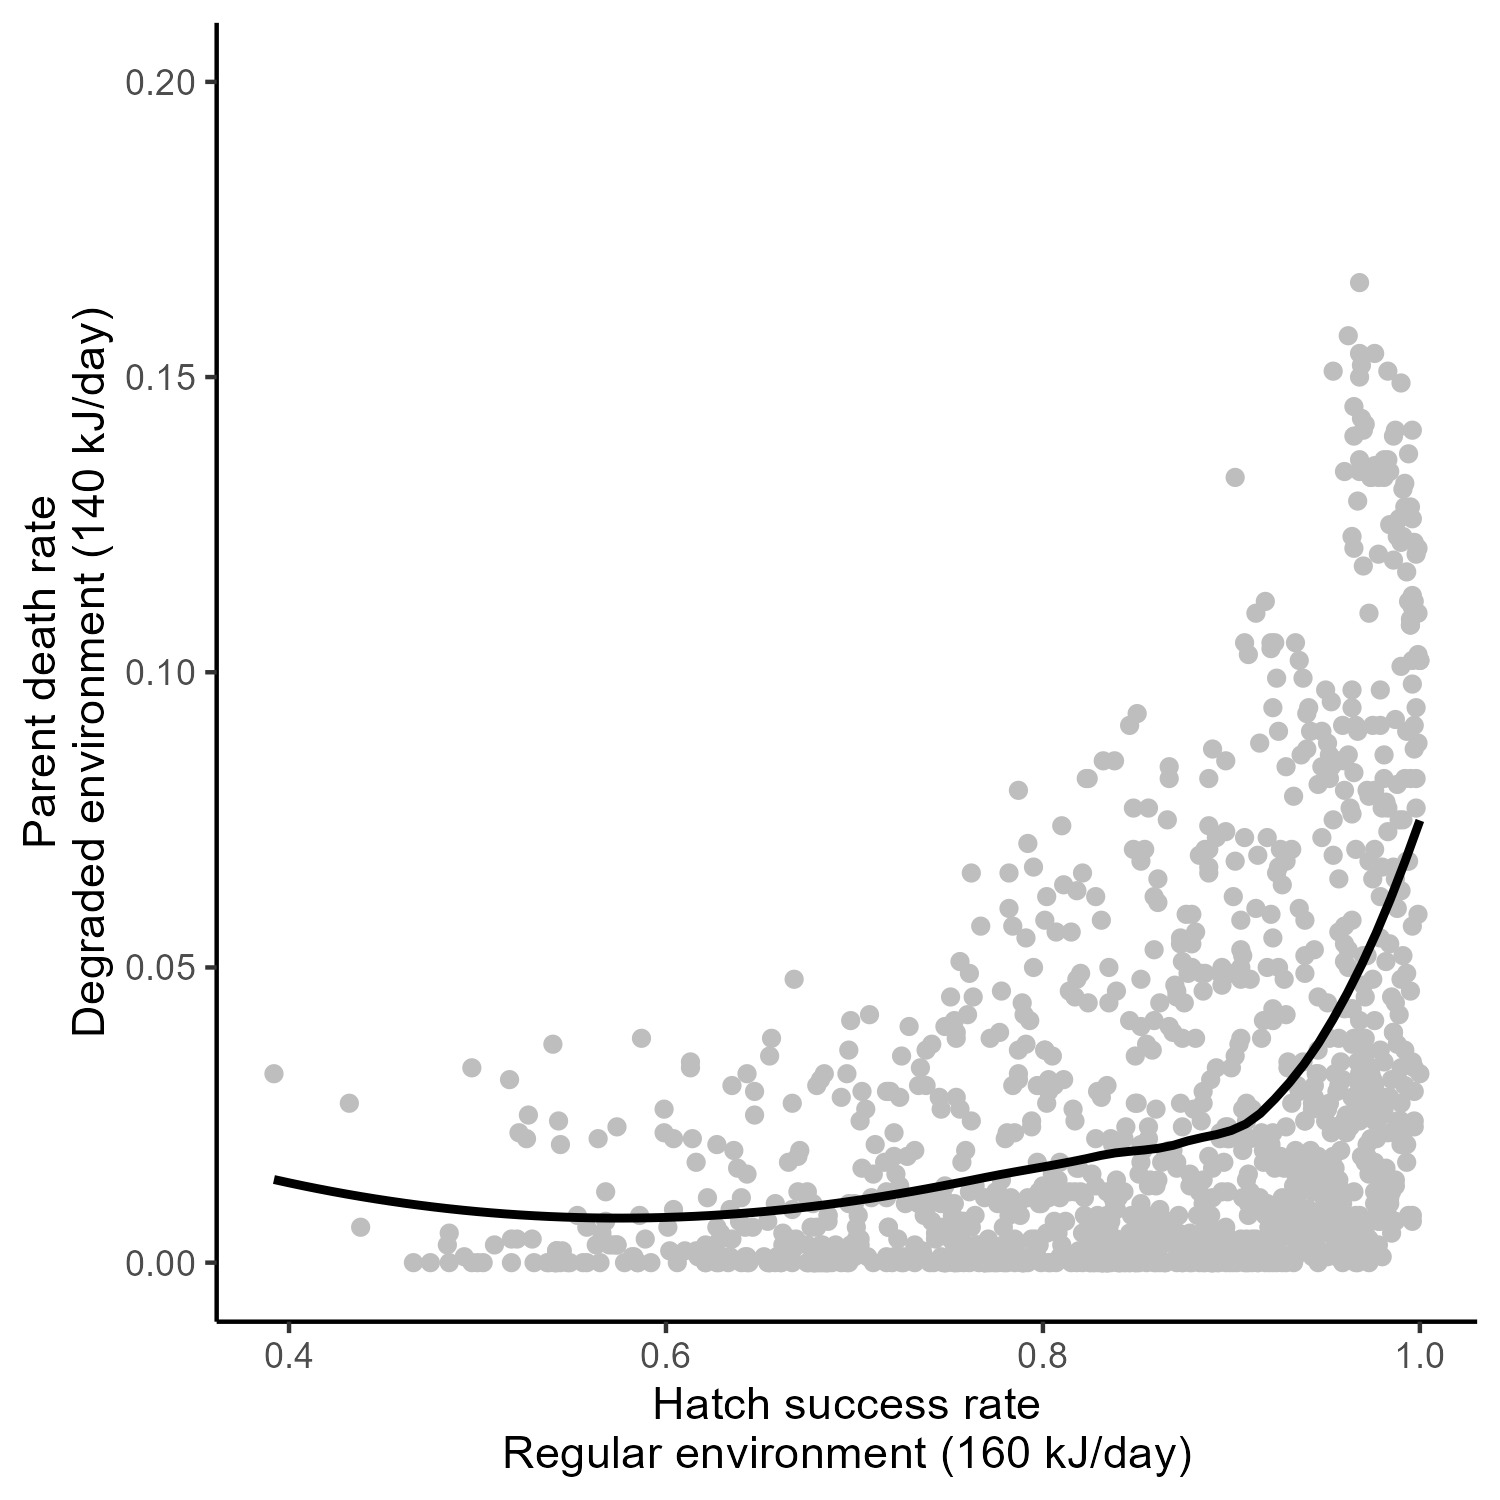 Parent death rate
Degraded environment (140 kJ/day)
0.20
0.15
0.10
0.05
0.00
0.4
0.6
0.8
1.0
Hatch success rate
Regular environment (160 kJ/day)